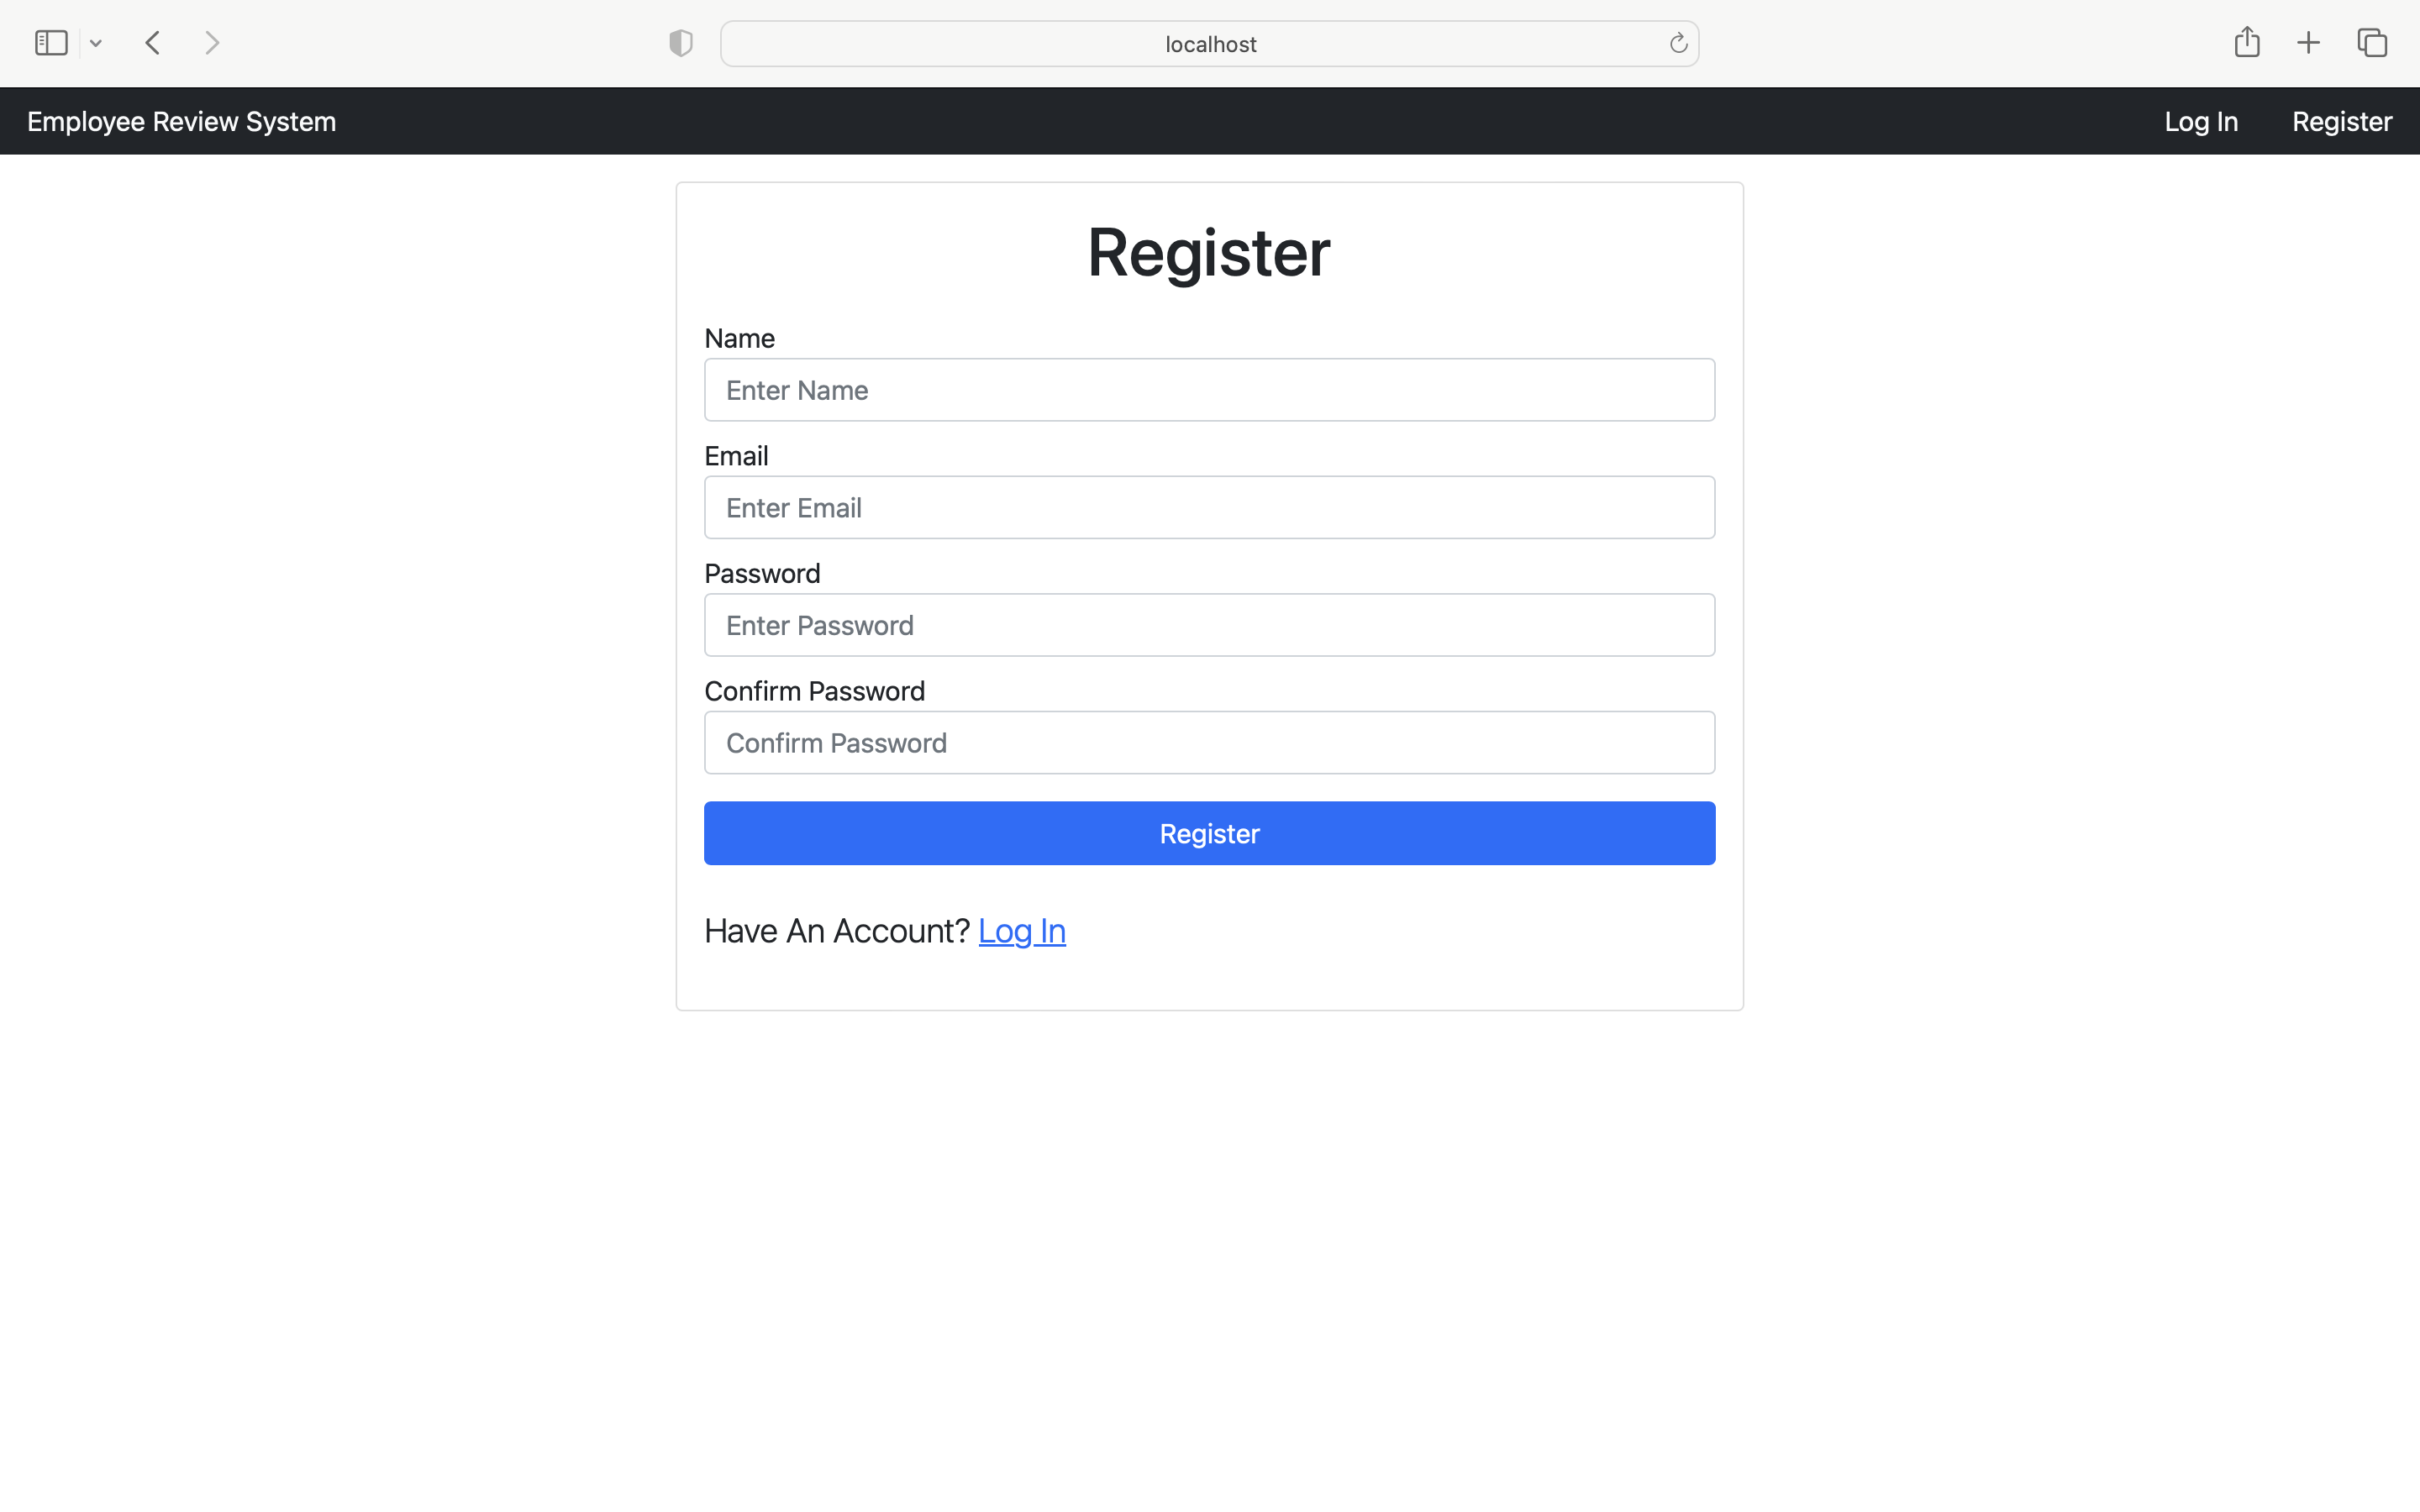 localhost
Employee Review System Log In Register
Register
Name
Enter Name
Email
Enter Email
Password
Enter Password
Confirm Password
Confirm Password
Register
Have An Account? Log In